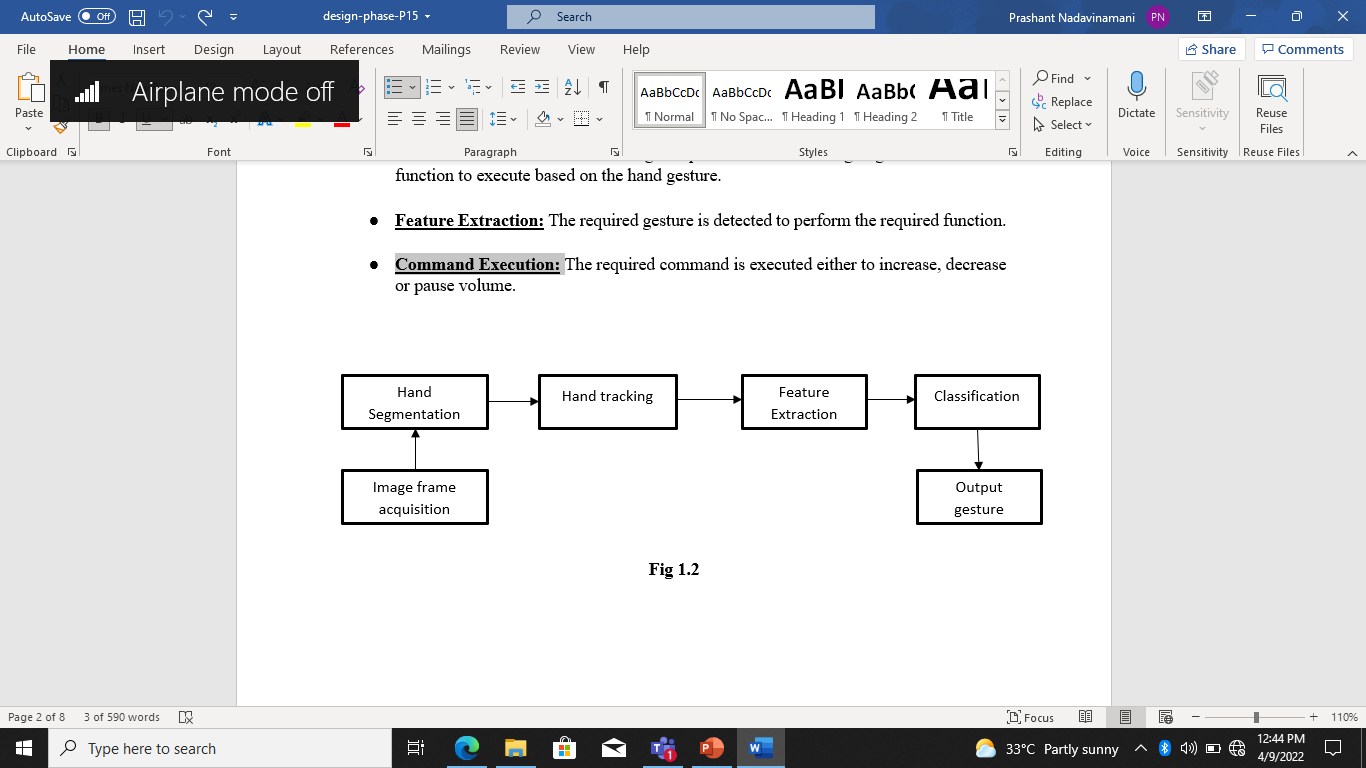 AutoSave Off design-phase-P15 Search Prashant Nadavinamani PN
File Home Insert Design Layout References Mailings Review View Help Share Comments
Airplane mode off
Paste
ab
AaBbCcDc AaBbCcDc AaBl AaBb( AaI
¶ Normal ¶ No Spac... ¶ Heading 1 ¶ Heading 2 ¶ Title
Find
Replace
Select
Dictate Sensitivity Reuse Files
Clipboard Font Paragraph Styles Editing Voice Sensitivity Reuse Files
function to execute based on the hand gesture.
● Feature Extraction: The required gesture is detected to perform the required function.
● Command Execution: The required command is executed either to increase, decrease
or pause volume.
Hand
Segmentation
Hand tracking
Feature
Extraction
Classification
Image frame
acquisition
Output
gesture
Fig 1.2
Page 2 of 8 3 of 590 words Focus 110%
Type here to search 1 33°C Partly sunny 12:44 PM
4/9/2022